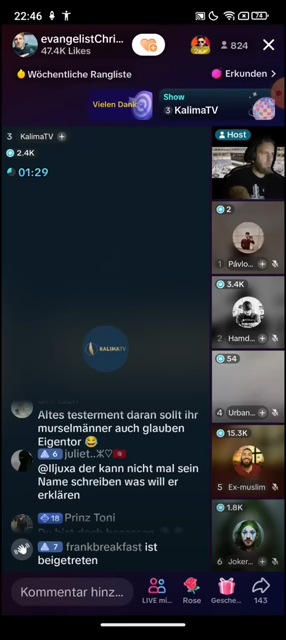 22:46
74
evangelistChri...
47.4K Likes
824
Wöchentliche Rangliste
Erkunden >
Vielen Dank
Show
3 KalimaTV
3 KalimaTV +
2.4K
01:29
Host
2
1 Pávlo...
3.4K
2 Hamd...
54
4 Urban...
15.3K
5 Ex-muslim
1.8K
6 Joker...
KALIMATV
Altes testerment daran sollt ihr
murselmänner auch glauben
Eigentor
6 juliet..ⵣ♡
@lljuxa der kann nicht mal sein
Name schreiben was will er
erklären
18 Prinz Toni
7 frankbreakfast ist
beigetreten
Kommentar hinz...
LIVE mi...
Rose
Gesche...
143